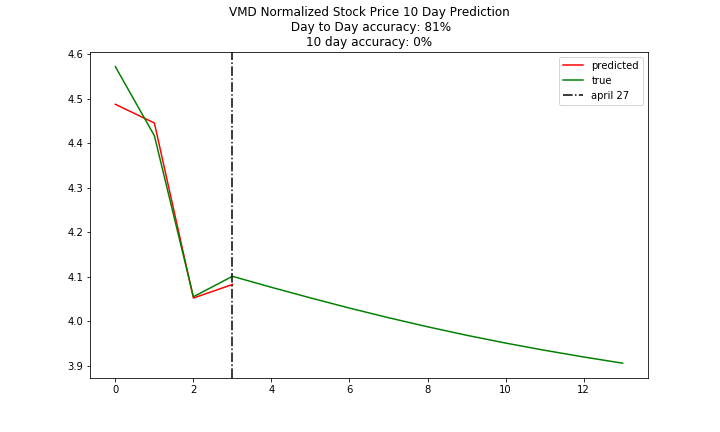 VMD Normalized Stock Price 10 Day Prediction
Day to Day accuracy: 81%
10 day accuracy: 0%
4.6
4.5
4.4
4.3
4.2
4.1
4.0
3.9
predicted
true
april 27
0 2 4 6 8 10 12